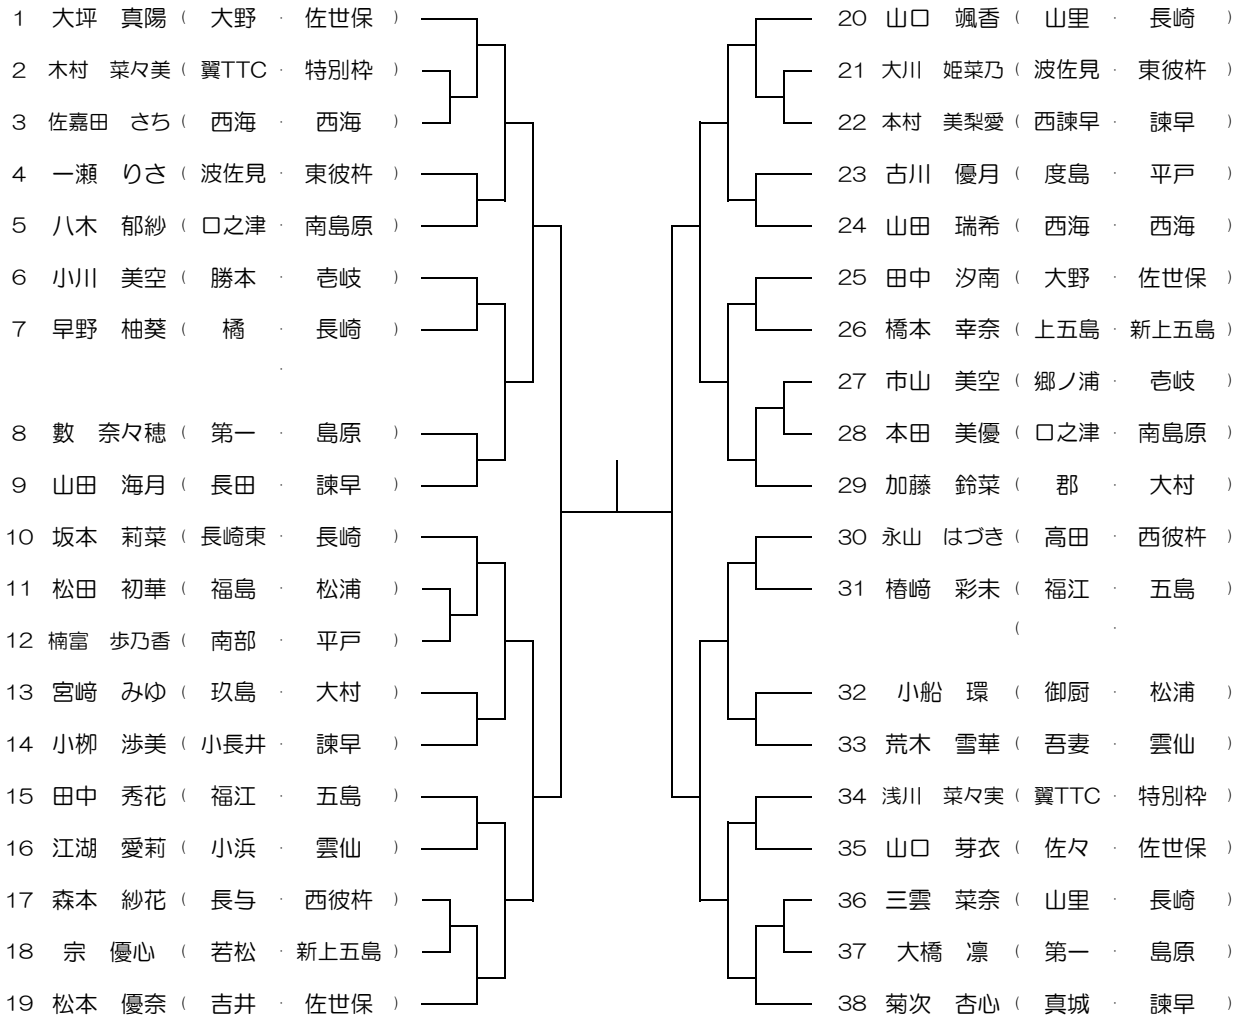 1 大坪 真陽 ( 大野 ・ 佐世保 )
2 木村 菜々美 ( 翼TTC ・ 特別枠 )
3 佐嘉田 さち ( 西海 ・ 西海 )
4 一瀬 りさ ( 波佐見 ・ 東彼杵 )
5 八木 郁紗 ( 口之津 ・ 南島原 )
6 小川 美空 ( 勝本 ・ 壱岐 )
7 早野 柚葵 ( 橘 ・ 長崎 )
・
8 數 奈々穂 ( 第一 ・ 島原 )
9 山田 海月 ( 長田 ・ 諫早 )
10 坂本 莉菜 ( 長崎東 ・ 長崎 )
11 松田 初華 ( 福島 ・ 松浦 )
12 楠富 歩乃香 ( 南部 ・ 平戸 )
13 宮﨑 みゆ ( 玖島 ・ 大村 )
14 小栁 渉美 ( 小長井 ・ 諫早 )
15 田中 秀花 ( 福江 ・ 五島 )
16 江湖 愛莉 ( 小浜 ・ 雲仙 )
17 森本 紗花 ( 長与 ・ 西彼杵 )
18 宗 優心 ( 若松 ・ 新上五島 )
19 松本 優奈 ( 吉井 ・ 佐世保 )
20 山口 颯香 ( 山里 ・ 長崎 )
21 大川 姫菜乃 ( 波佐見 ・ 東彼杵 )
22 本村 美梨愛 ( 西諫早 ・ 諫早 )
23 古川 優月 ( 度島 ・ 平戸 )
24 山田 瑞希 ( 西海 ・ 西海 )
25 田中 汐南 ( 大野 ・ 佐世保 )
26 橋本 幸奈 ( 上五島 ・ 新上五島 )
27 市山 美空 ( 郷ノ浦 ・ 壱岐 )
28 本田 美優 ( 口之津 ・ 南島原 )
29 加藤 鈴菜 ( 郡 ・ 大村 )
30 永山 はづき ( 高田 ・ 西彼杵 )
31 椿﨑 彩未 ( 福江 ・ 五島 )
( ・
32 小船 環 ( 御厨 ・ 松浦 )
33 荒木 雪華 ( 吾妻 ・ 雲仙 )
34 浅川 菜々実 ( 翼TTC ・ 特別枠 )
35 山口 芽衣 ( 佐々 ・ 佐世保 )
36 三雲 菜奈 ( 山里 ・ 長崎 )
37 大橋 凛 ( 第一 ・ 島原 )
38 菊次 杏心 ( 真城 ・ 諫早 )